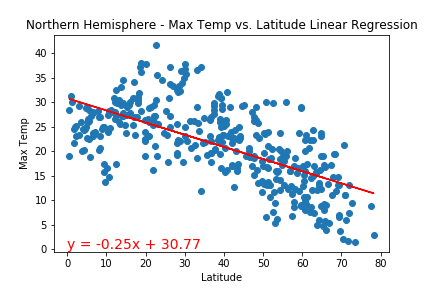 Northern Hemisphere - Max Temp vs. Latitude Linear Regression
Max Temp
40
35
30
25
20
15
10
5
0
y = -0.25x + 30.77
0 10 20 30 40 50 60 70 80
Latitude